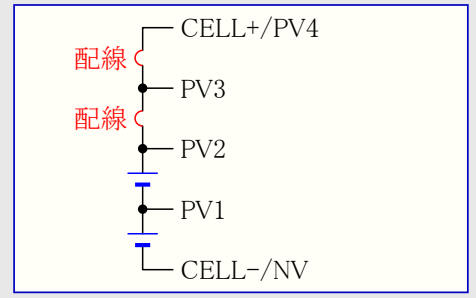 CELL+/PV4
配線
PV3
配線
PV2
PV1
CELL−/NV